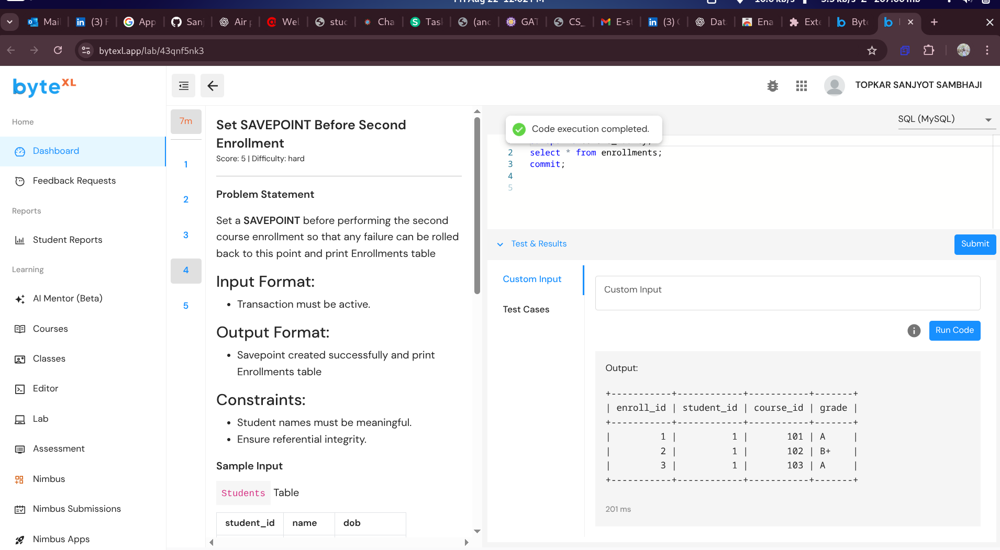 Mail
(3) F
App
San
Air p
Wel
stuc
Cha
Task
(anc
GAT
CS_
E-st
(3) (
Dat
Ena
Exte
Byte
bytexl.app/lab/43qnf5nk3
byteXL
TOPKAR SANJYOT SAMBHAJI
Home
Dashboard
Feedback Requests
Reports
Student Reports
Learning
AI Mentor (Beta)
Courses
Classes
Editor
Lab
Assessment
Nimbus
Nimbus Submissions
Nimbus Apps
7m
1
2
3
4
5
Set SAVEPOINT Before Second
Enrollment
Score: 5 | Difficulty: hard
Problem Statement
Set a SAVEPOINT before performing the second
course enrollment so that any failure can be rolled
back to this point and print Enrollments table
Input Format:
• Transaction must be active.
Output Format:
• Savepoint created successfully and print
Enrollments table
Constraints:
• Student names must be meaningful.
• Ensure referential integrity.
Sample Input
Students Table
student_id name dob
SQL (MySQL)
Code execution completed.
2 select * from enrollments;
3 commit;
4
5
Test & Results
Submit
Custom Input
Test Cases
Custom Input
Run Code
Output:
+-----------+------------+-----------+-------+
| enroll_id | student_id | course_id | grade |
+-----------+------------+-----------+-------+
|         1 |          1 |       101 | A     |
|         2 |          1 |       102 | B+    |
|         3 |          1 |       103 | A     |
+-----------+------------+-----------+-------+
201 ms